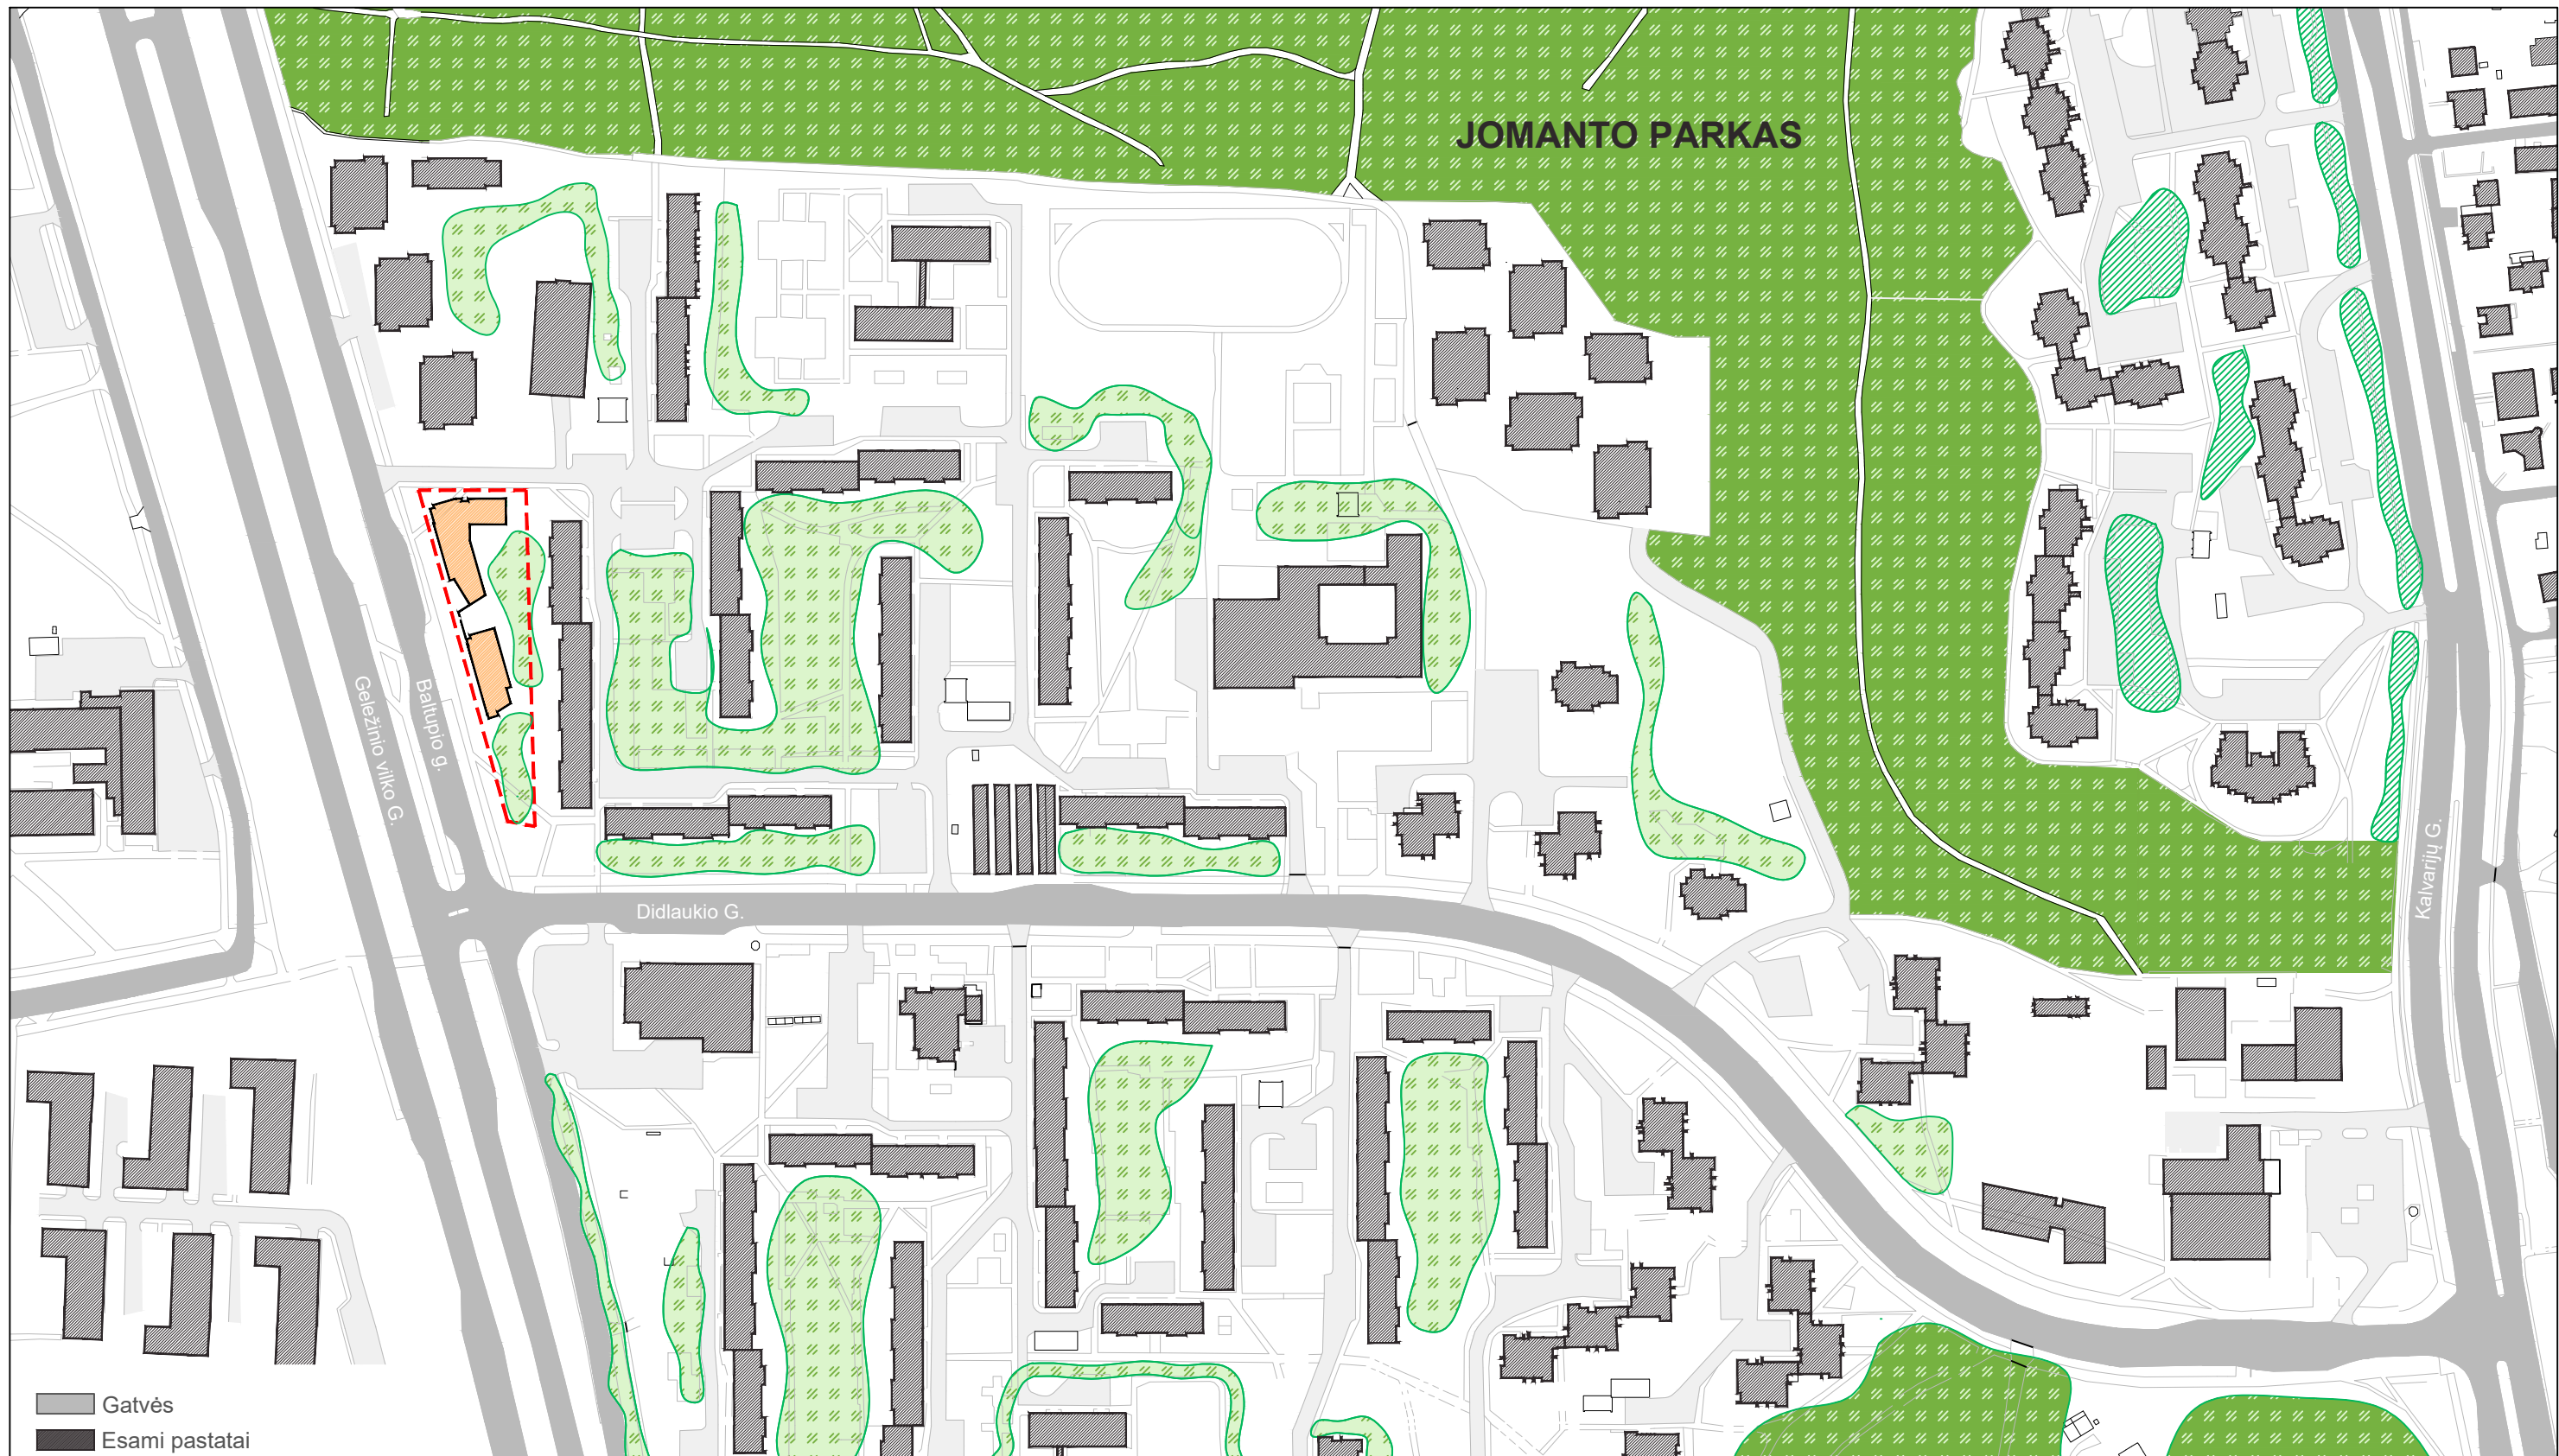 JOMANTO PARKAS
Geležinio vilko G.
Baltupio g.
Didlaukio G.
Kalvarijų G.
Gatvės
Esami pastatai